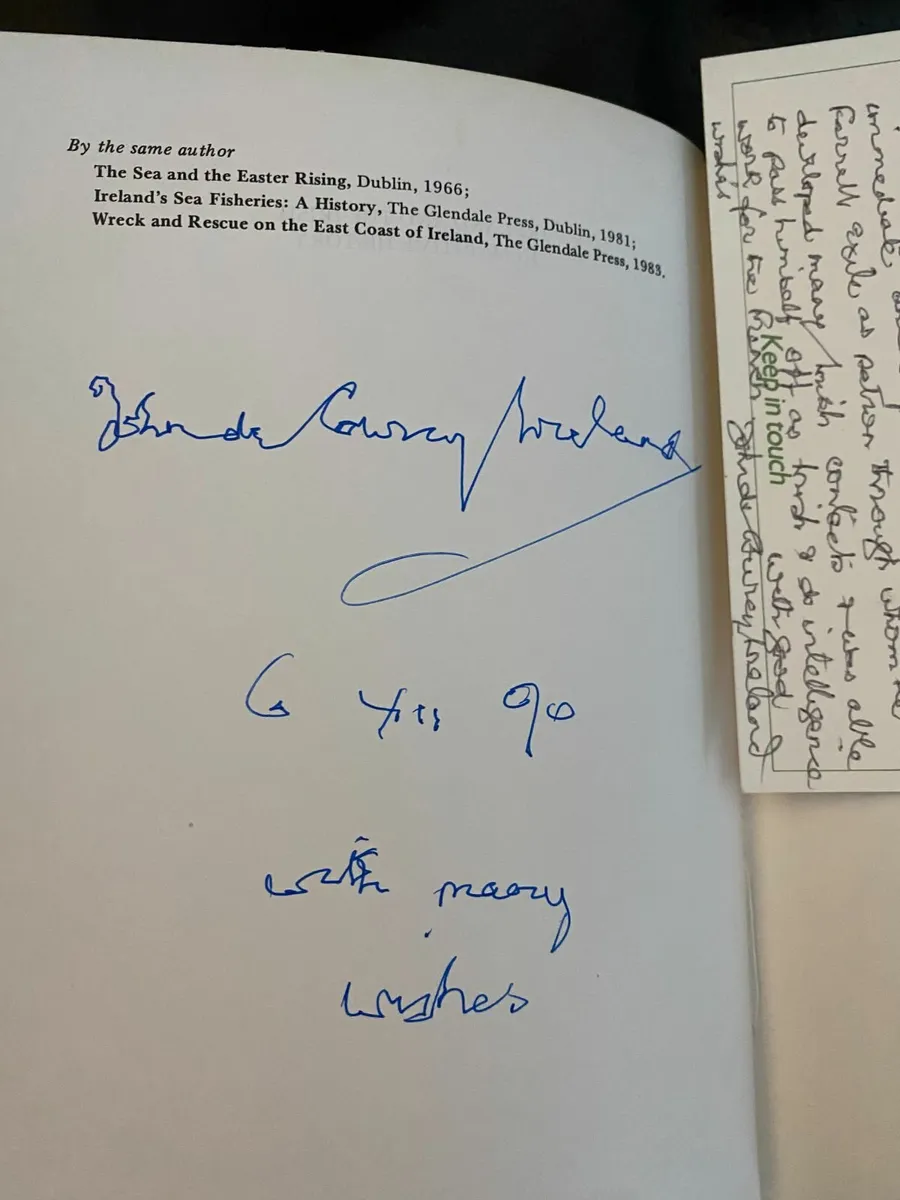 By the same author
The Sea and the Easter Rising, Dublin, 1966;
Ireland's Sea Fisheries: A History, The Glendale Press, Dublin, 1981;
Wreck and Rescue on the East Coast of Ireland, The Glendale Press, 1983.
John de Courcy Ireland
90
with many
wishes
immediate
Farrell exile as patron through whom he
developed many Irish contacts & was able
to pass himself off as Irish & do intelligence
work for the with good
wishes John de Courcy Ireland
Keep in touch